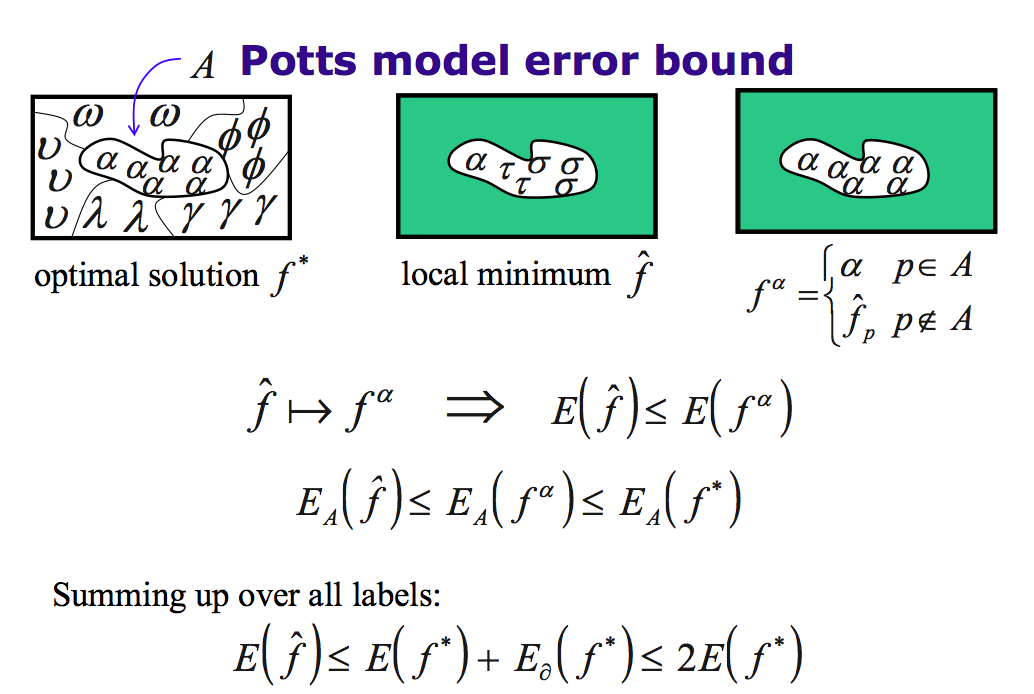 Potts model error bound
A
ω ω
υ α α α α ϕ ϕ
υ α α ϕ
υ λ λ γ γ γ
α τ σ σ
τ σ
α α α α
α α
optimal solution f*
local minimum f̂
f^α = { α p ∈ A
f̂_p p ∉ A
f̂ ↦ f^α ⟹ E(f̂) ≤ E(f^α)
E_A(f̂) ≤ E_A(f^α) ≤ E_A(f*)
Summing up over all labels:
E(f̂) ≤ E(f*) + E_∂(f*) ≤ 2E(f*)